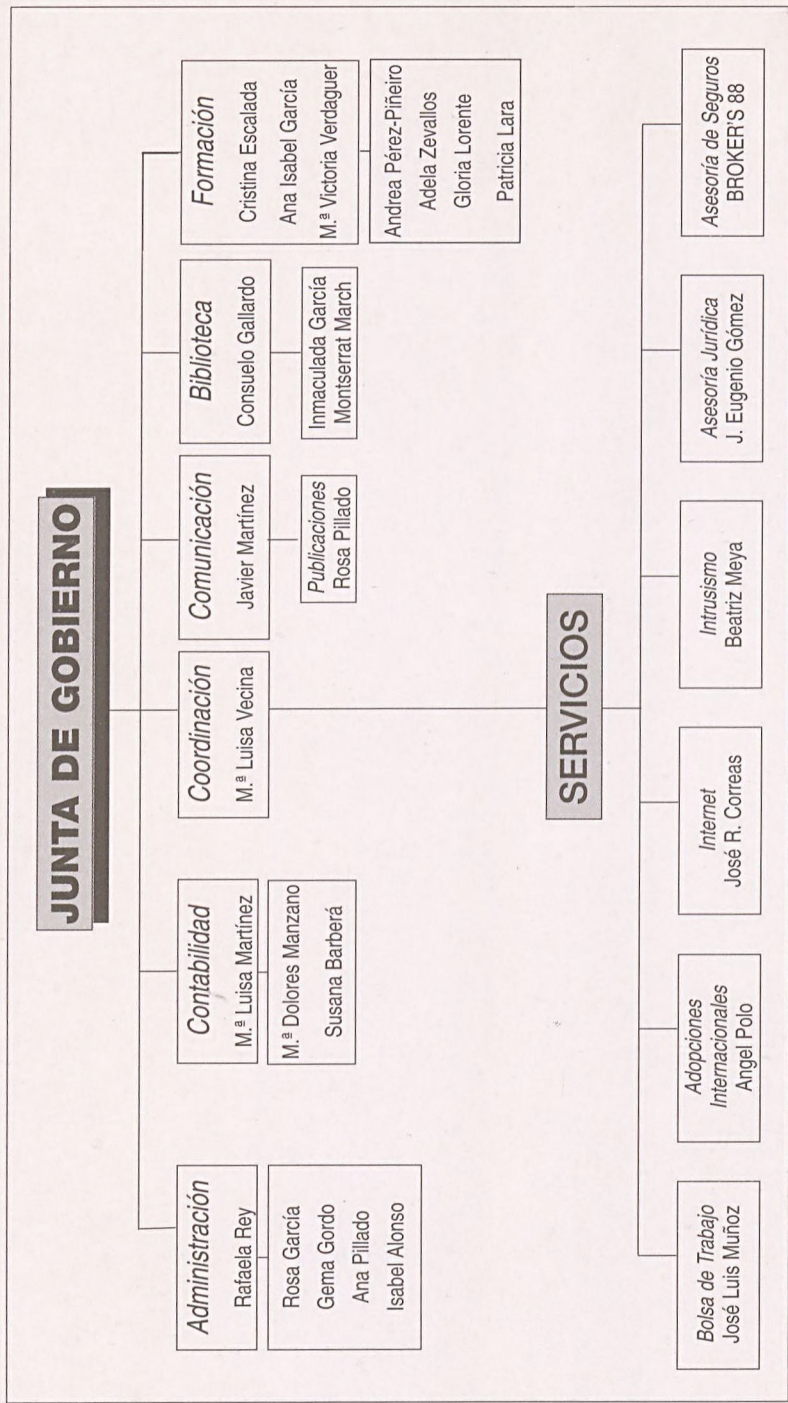 JUNTA DE GOBIERNO
Administración
Rafaela Rey
Rosa García
Gema Gordo
Ana Pillado
Isabel Alonso
Contabilidad
M.ª Luisa Martínez
M.ª Dolores Manzano
Susana Barberá
Coordinación
M.ª Luisa Vecina
Comunicación
Javier Martínez
Publicaciones
Rosa Pillado
Biblioteca
Consuelo Gallardo
Inmaculada García
Montserrat March
Formación
Cristina Escalada
Ana Isabel García
M.ª Victoria Verdaguer
Andrea Pérez-Piñeiro
Adela Zevallos
Gloria Lorente
Patricia Lara
SERVICIOS
Bolsa de Trabajo
José Luis Muñoz
Adopciones
Internacionales
Angel Polo
Internet
José R. Correas
Intrusismo
Beatriz Meya
Asesoría Jurídica
J. Eugenio Gómez
Asesoría de Seguros
BROKER'S 88